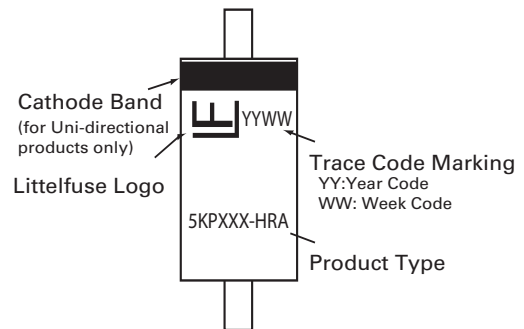 Cathode Band
(for Uni-directional
products only)
Littelfuse Logo
YYWW
Trace Code Marking
YY:Year Code
WW: Week Code
5KPXXX-HRA
Product Type